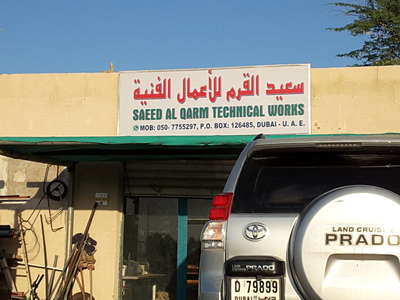 سعيد القرم للأعمال الفنية
SAEED AL QARM TECHNICAL WORKS
MOB: 050- 7755297, P.O. BOX: 126485, DUBAI - U. A. E.
LAND CRUISER
PRADO
PRADO
D 79899
DUBAI